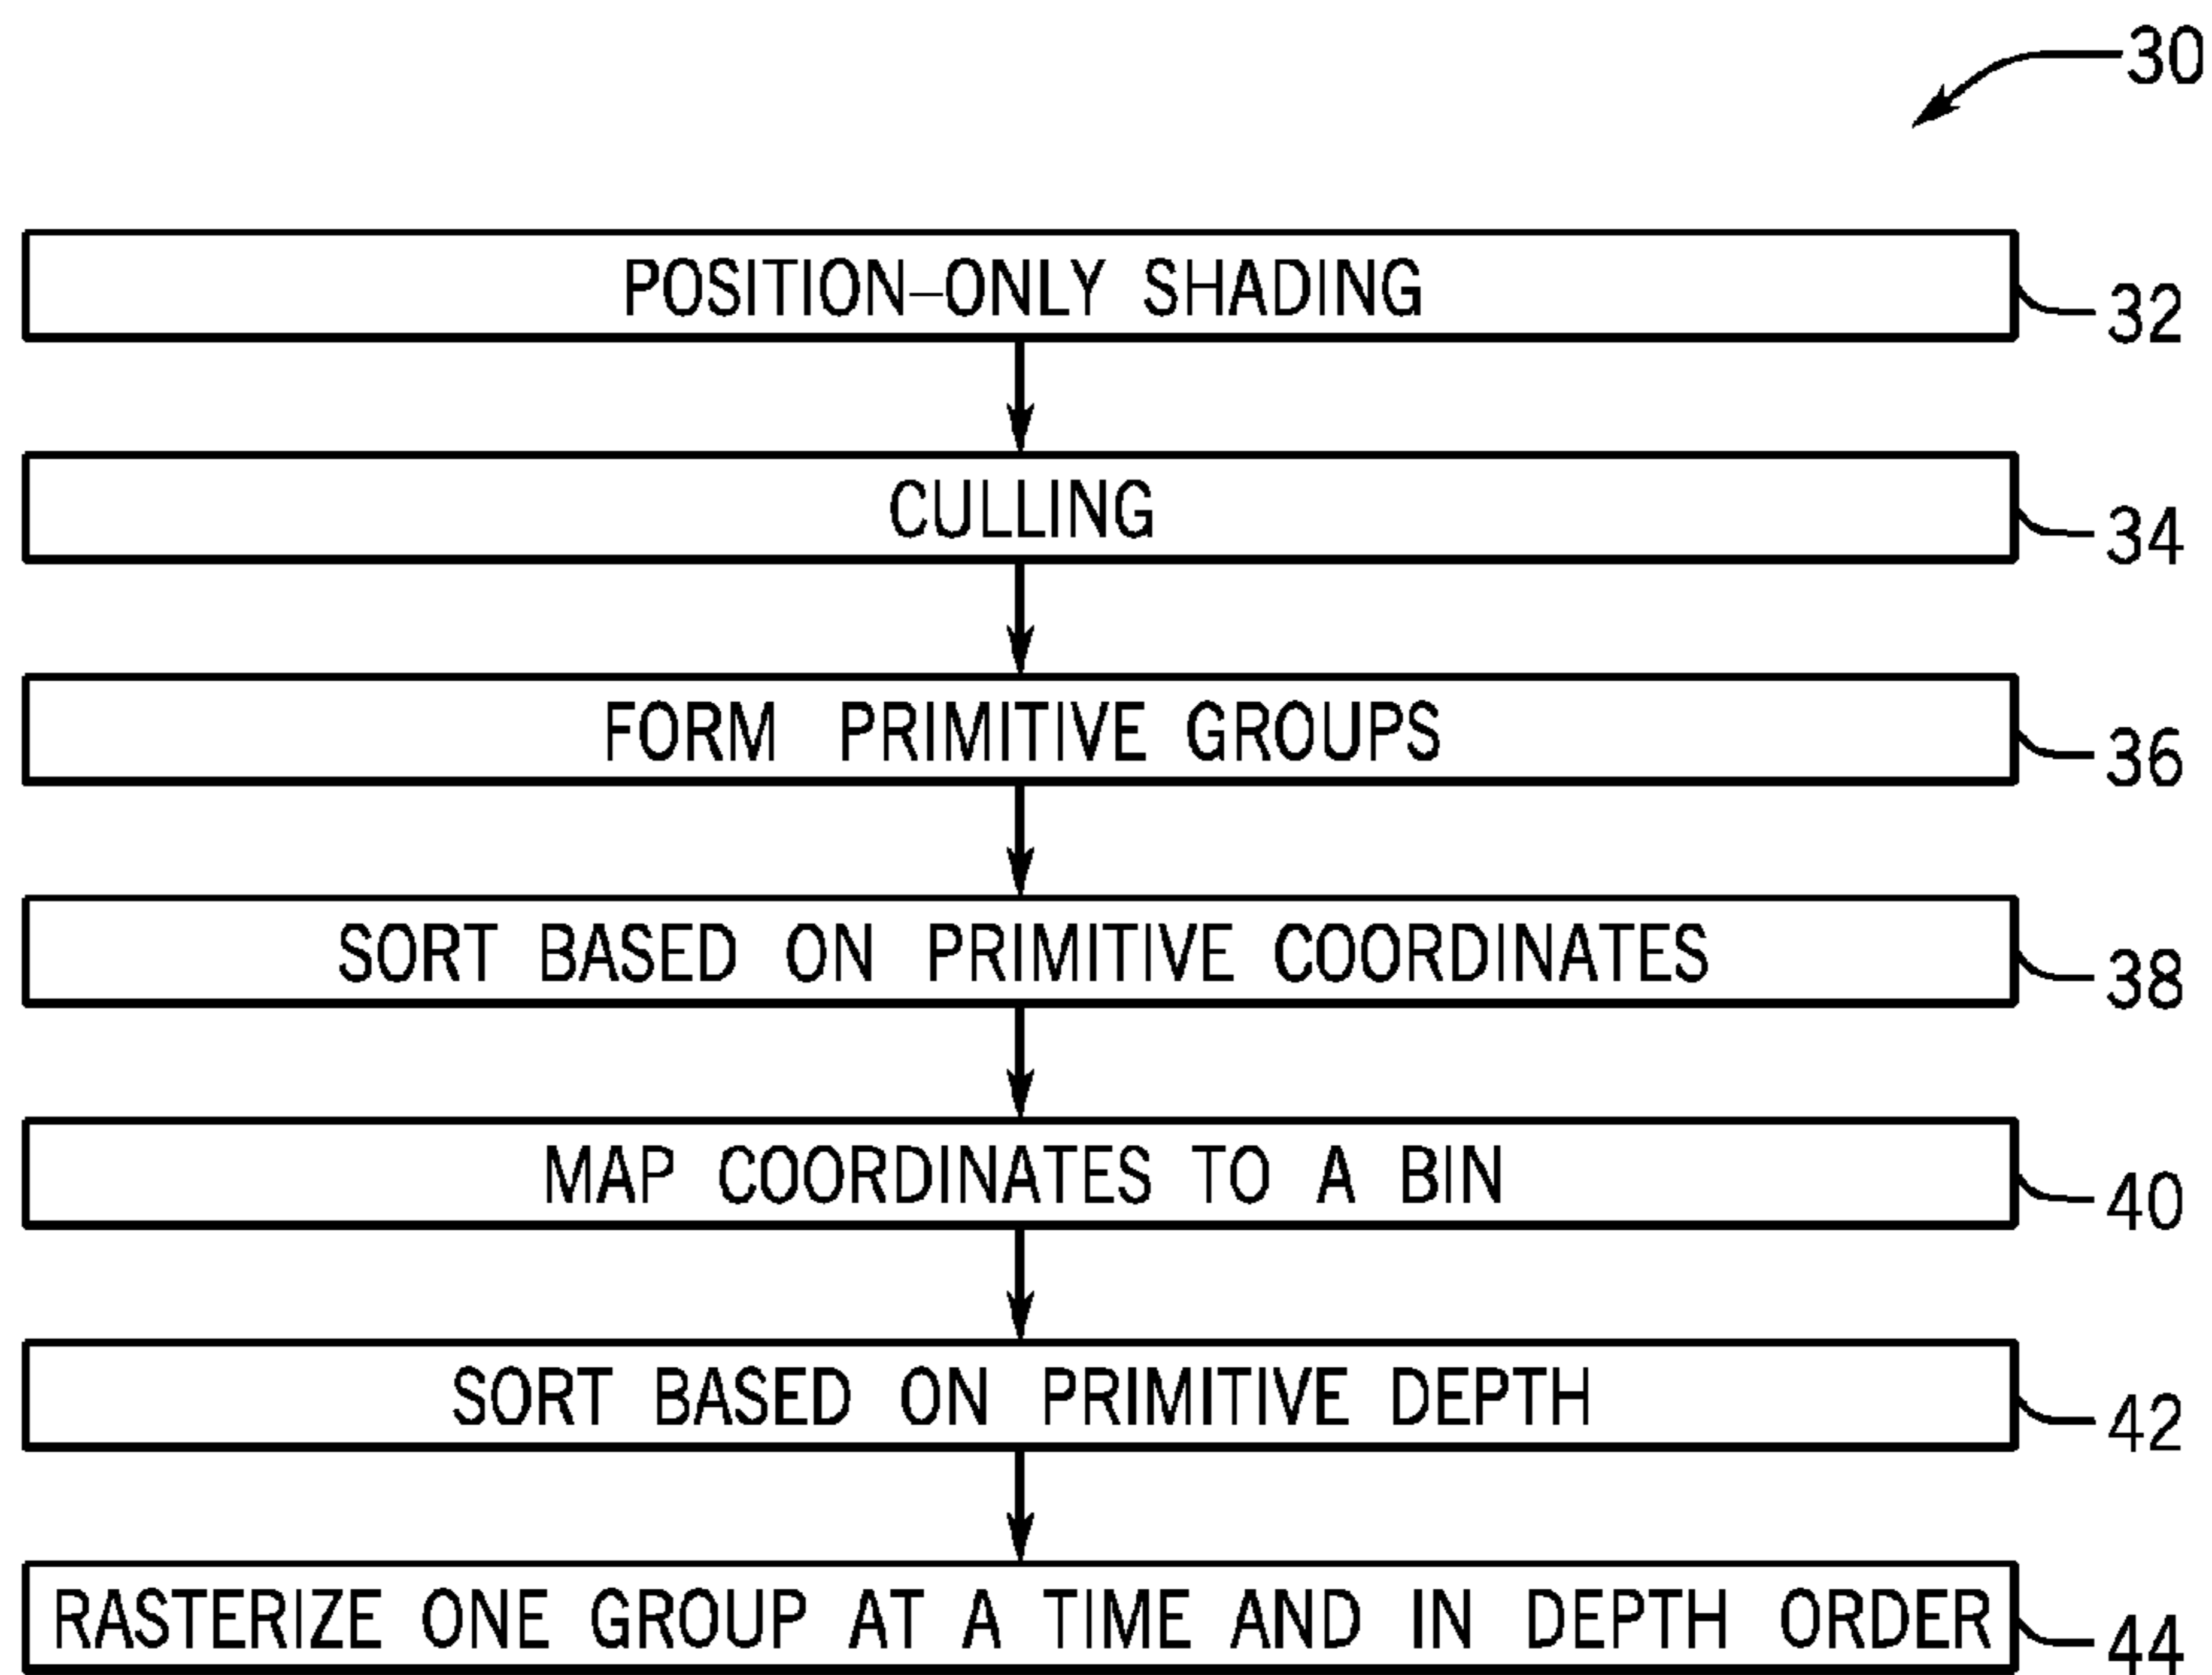 30
POSITION–ONLY SHADING
32
CULLING
34
FORM PRIMITIVE GROUPS
36
SORT BASED ON PRIMITIVE COORDINATES
38
MAP COORDINATES TO A BIN
40
SORT BASED ON PRIMITIVE DEPTH
42
RASTERIZE ONE GROUP AT A TIME AND IN DEPTH ORDER
44